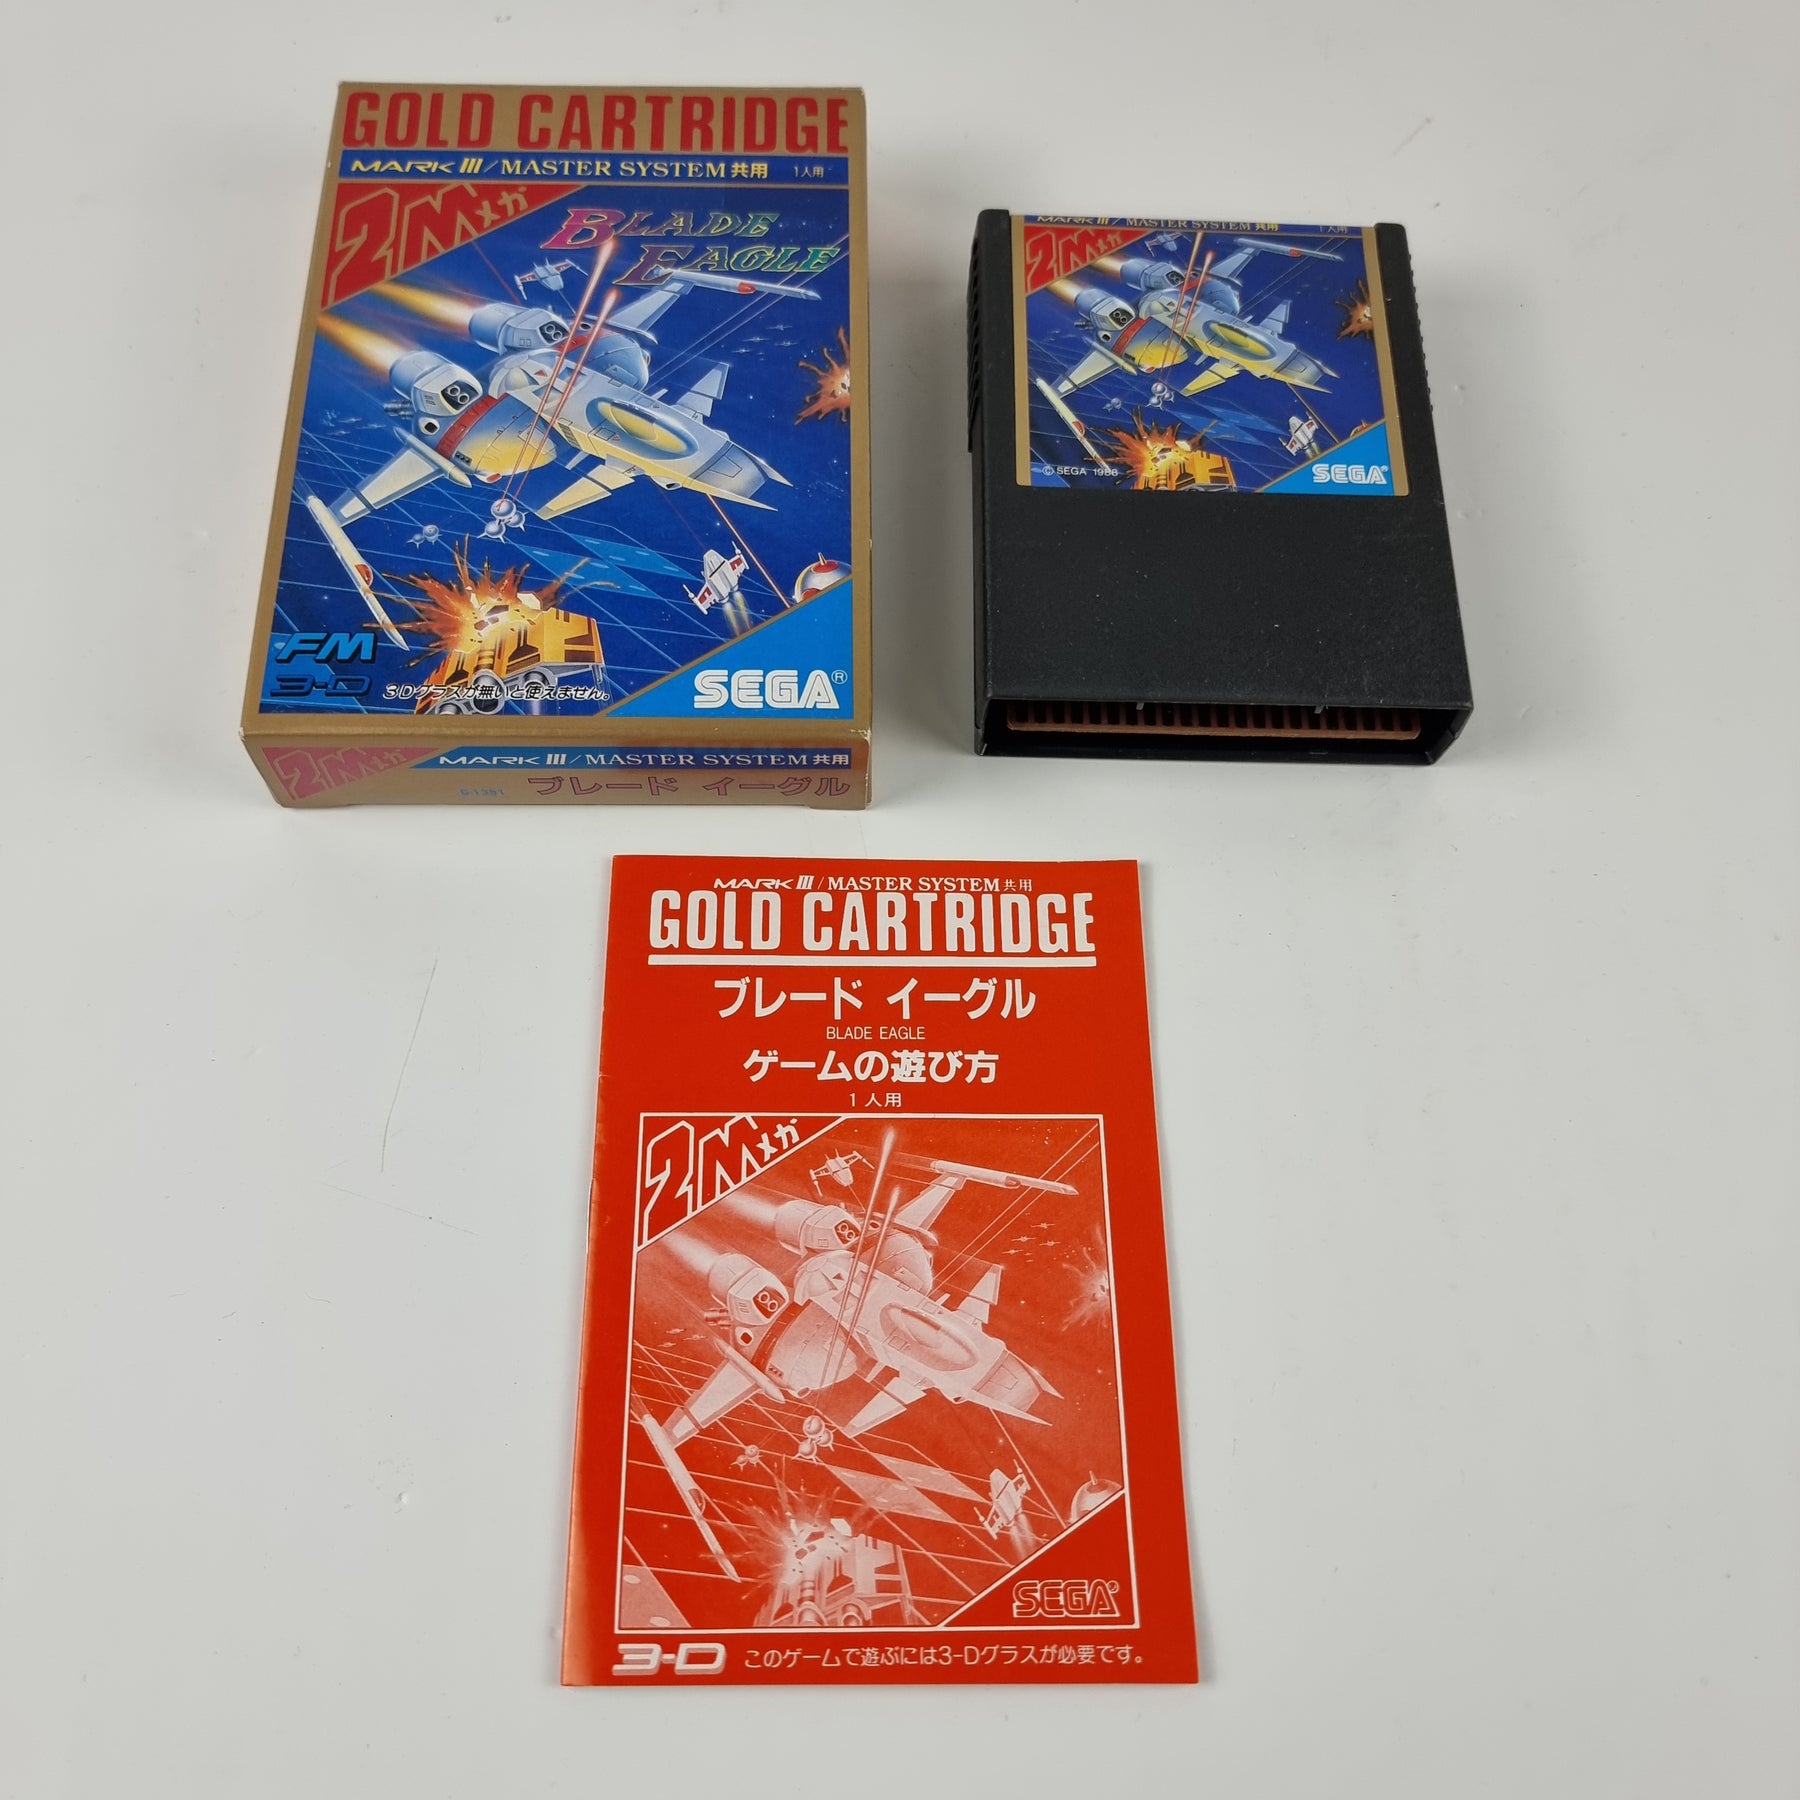 GOLD CARTRIDGE
MARK III/MASTER SYSTEM 共用 1人用
2Mメガ
BLADE
EAGLE
FM
3-D 3Dグラスが無いと使えません。
SEGA®
2Mメガ
MARK III/MASTER SYSTEM 共用
G-1391 ブレード イーグル
MARK III/MASTER SYSTEM 共用 1人用
2Mメガ
© SEGA 1988
SEGA®
MARK III/MASTER SYSTEM 共用
GOLD CARTRIDGE
ブレード イーグル
BLADE EAGLE
ゲームの遊び方
1人用
2Mメガ
SEGA®
3-D このゲームで遊ぶには3-Dグラスが必要です。